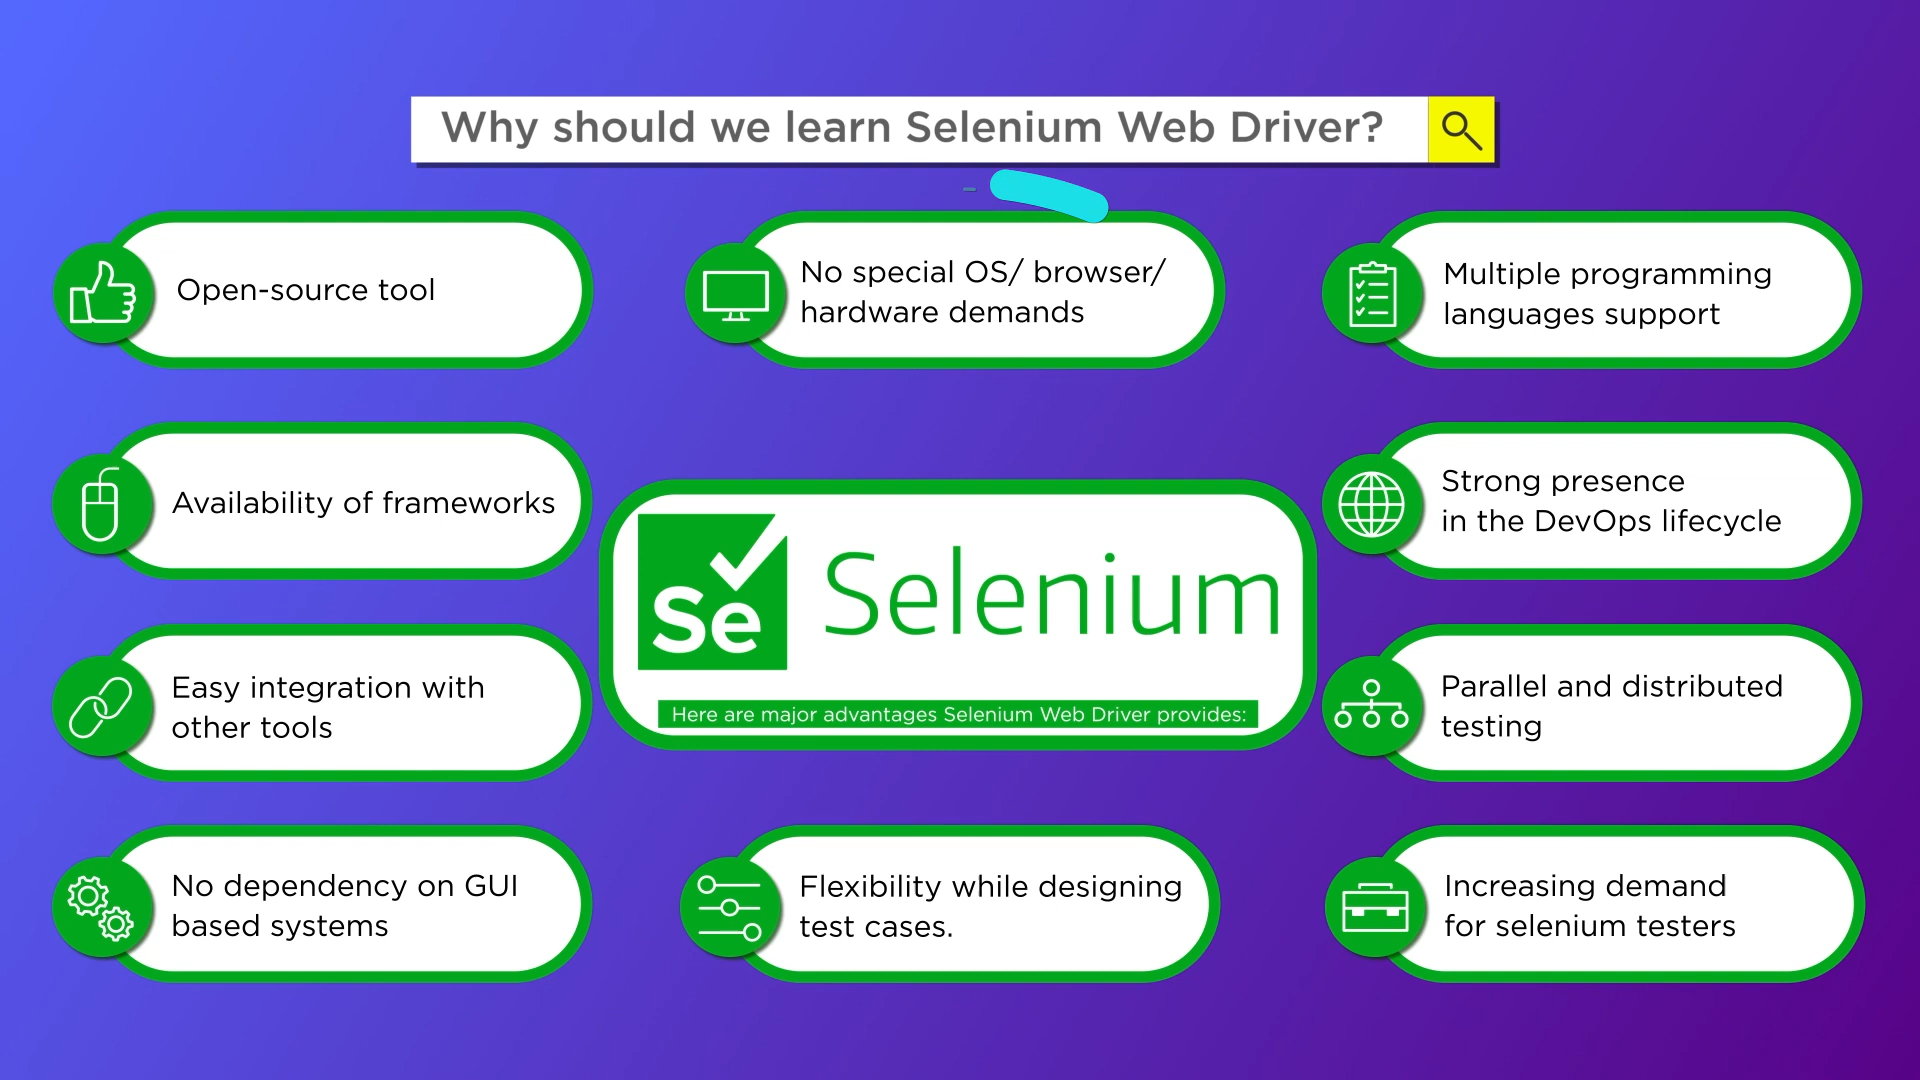 Why should we learn Selenium Web Driver?
Open-source tool
No special OS/ browser/
hardware demands
Multiple programming
languages support
Availability of frameworks
Strong presence
in the DevOps lifecycle
Se
Selenium
Here are major advantages Selenium Web Driver provides:
Easy integration with
other tools
Parallel and distributed
testing
No dependency on GUI
based systems
Flexibility while designing
test cases.
Increasing demand
for selenium testers